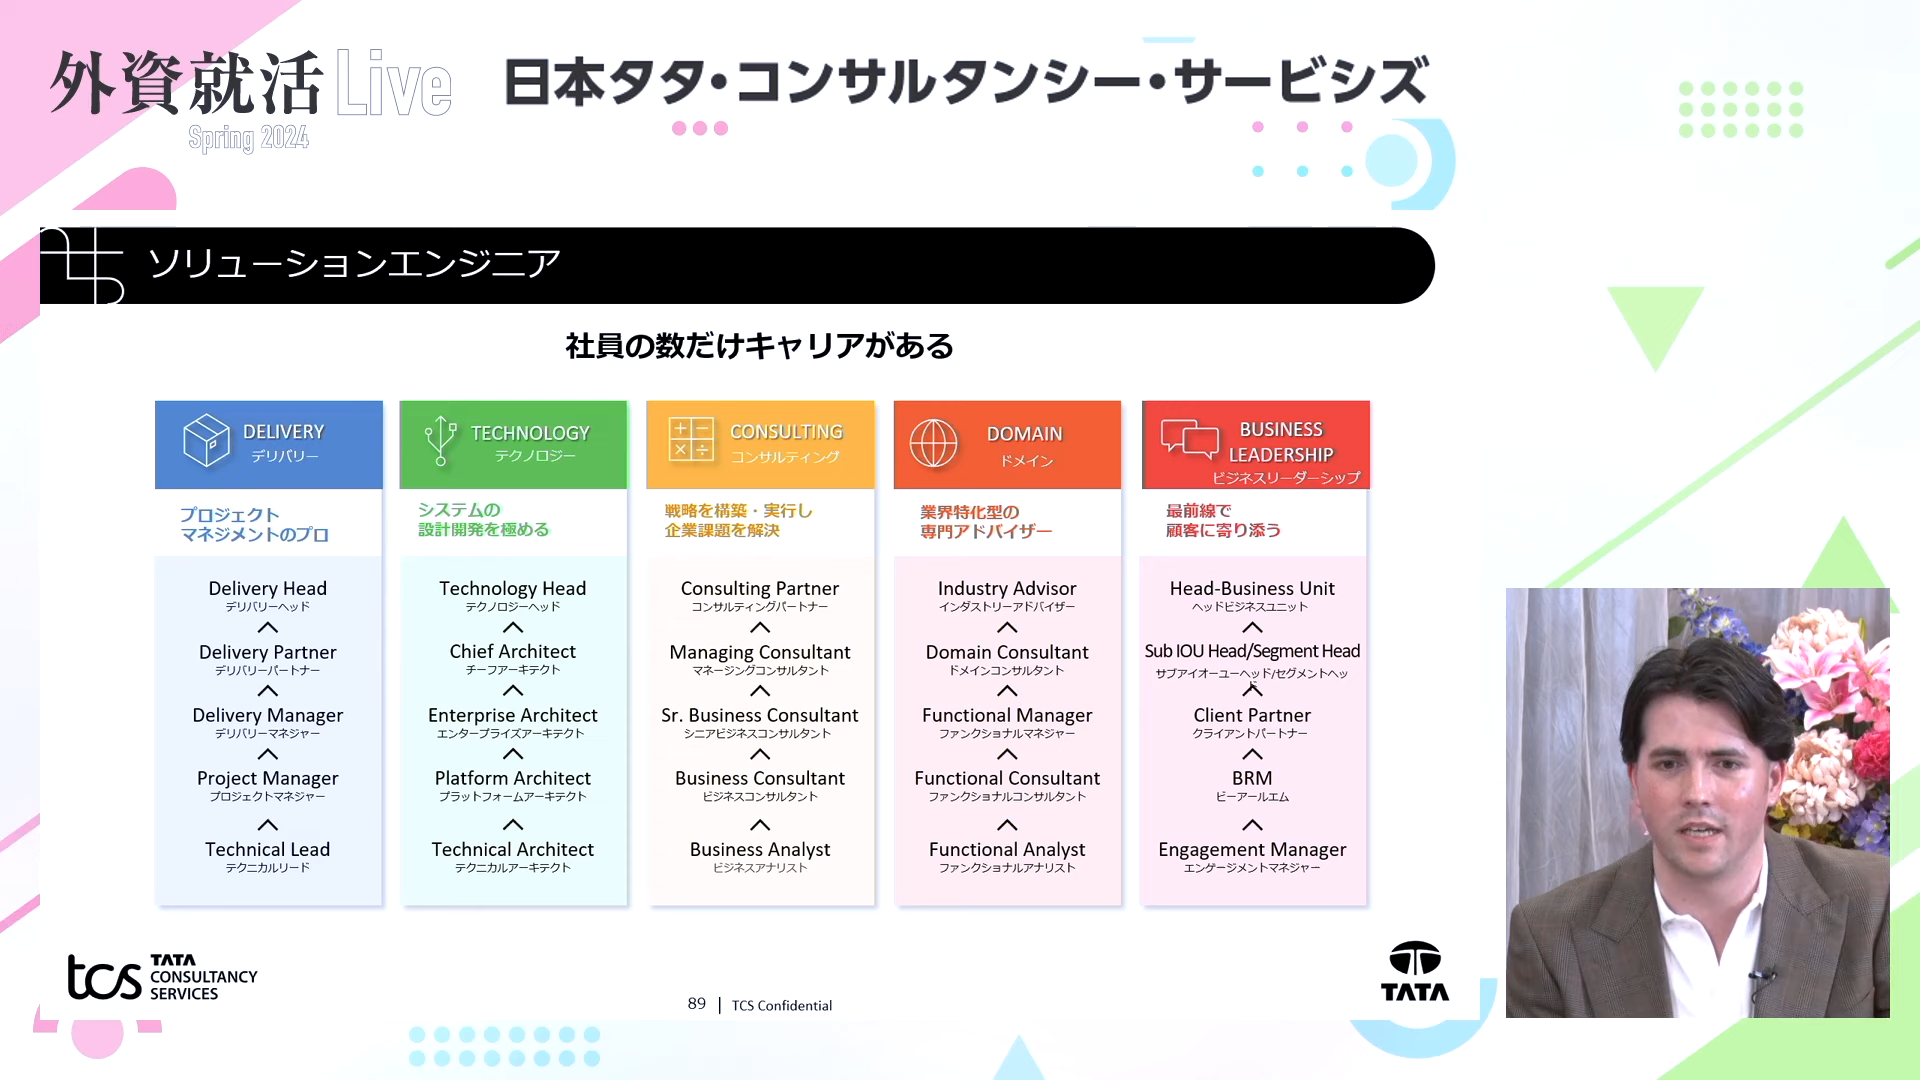 外資就活 Live
Spring 2024
日本タタ・コンサルタンシー・サービシズ
ソリューションエンジニア
社員の数だけキャリアがある
DELIVERY
デリバリー
プロジェクト
マネジメントのプロ
Delivery Head
デリバリーヘッド
Delivery Partner
デリバリーパートナー
Delivery Manager
デリバリーマネジャー
Project Manager
プロジェクトマネジャー
Technical Lead
テクニカルリード
TECHNOLOGY
テクノロジー
システムの
設計開発を極める
Technology Head
テクノロジーヘッド
Chief Architect
チーフアーキテクト
Enterprise Architect
エンタープライズアーキテクト
Platform Architect
プラットフォームアーキテクト
Technical Architect
テクニカルアーキテクト
CONSULTING
コンサルティング
戦略を構築・実行し
企業課題を解決
Consulting Partner
コンサルティングパートナー
Managing Consultant
マネージングコンサルタント
Sr. Business Consultant
シニアビジネスコンサルタント
Business Consultant
ビジネスコンサルタント
Business Analyst
ビジネスアナリスト
DOMAIN
ドメイン
業界特化型の
専門アドバイザー
Industry Advisor
インダストリーアドバイザー
Domain Consultant
ドメインコンサルタント
Functional Manager
ファンクショナルマネジャー
Functional Consultant
ファンクショナルコンサルタント
Functional Analyst
ファンクショナルアナリスト
BUSINESS
LEADERSHIP
ビジネスリーダーシップ
最前線で
顧客に寄り添う
Head-Business Unit
ヘッドビジネスユニット
Sub IOU Head/Segment Head
サブアイオーユーヘッド/セグメントヘッ
ド
Client Partner
クライアントパートナー
BRM
ビーアールエム
Engagement Manager
エンゲージメントマネジャー
tcs TATA
CONSULTANCY
SERVICES
89 | TCS Confidential
TATA